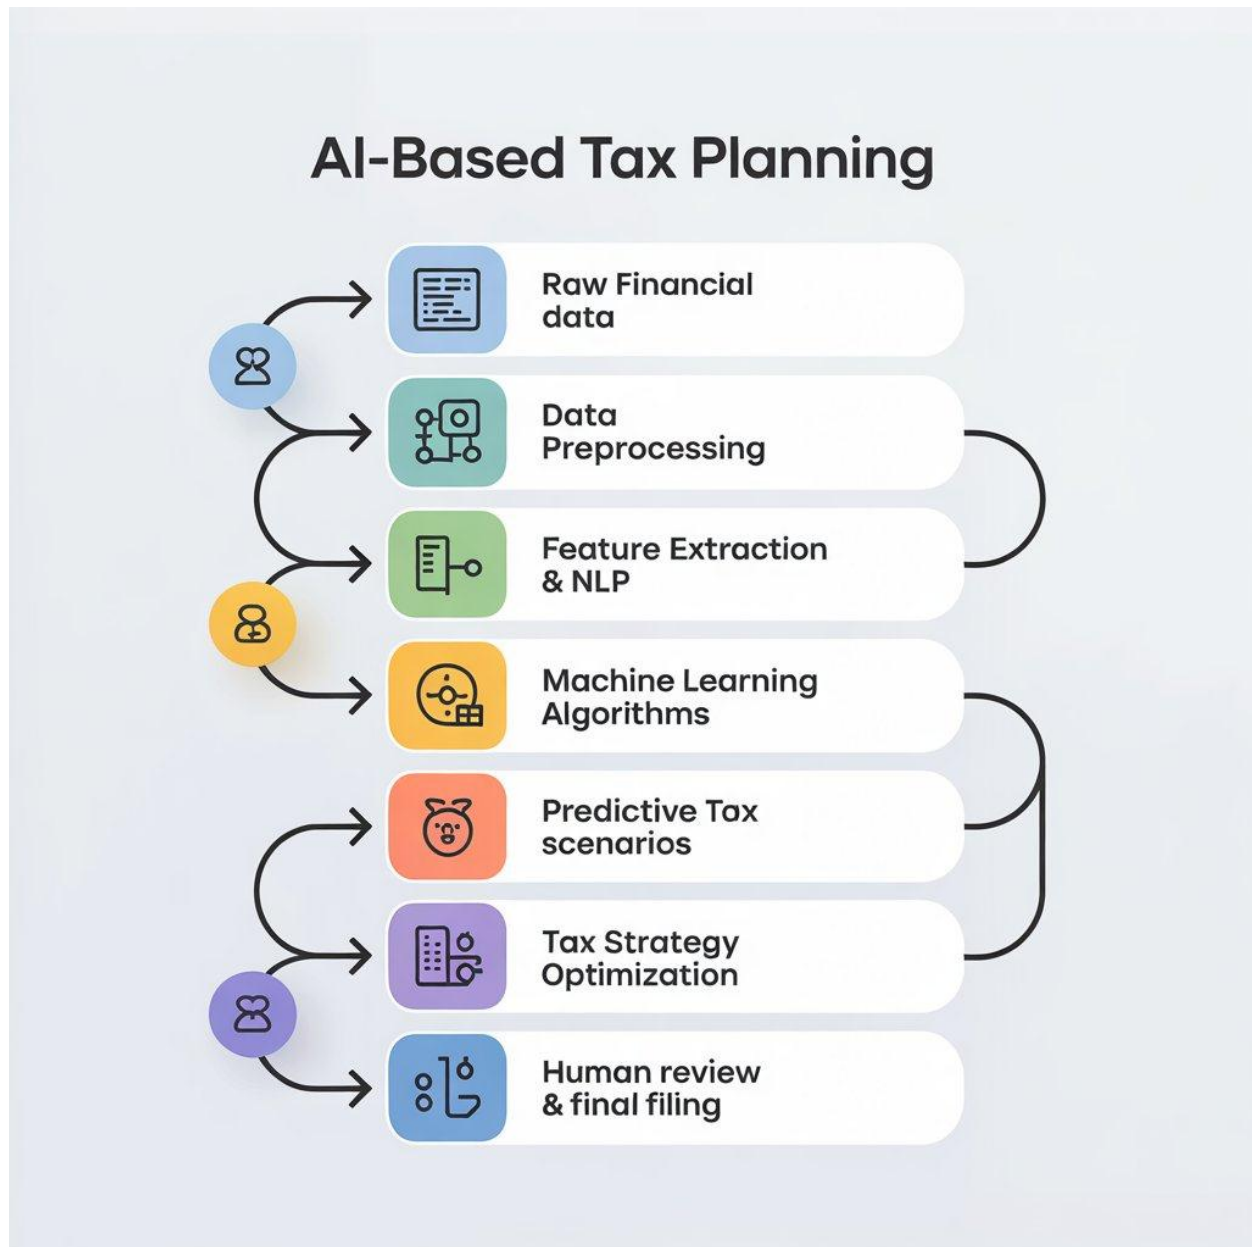 AI-Based Tax Planning
Raw Financial
data
Data
Preprocessing
Feature Extraction
& NLP
Machine Learning
Algorithms
Predictive Tax
scenarios
Tax Strategy
Optimization
Human review
& final filing